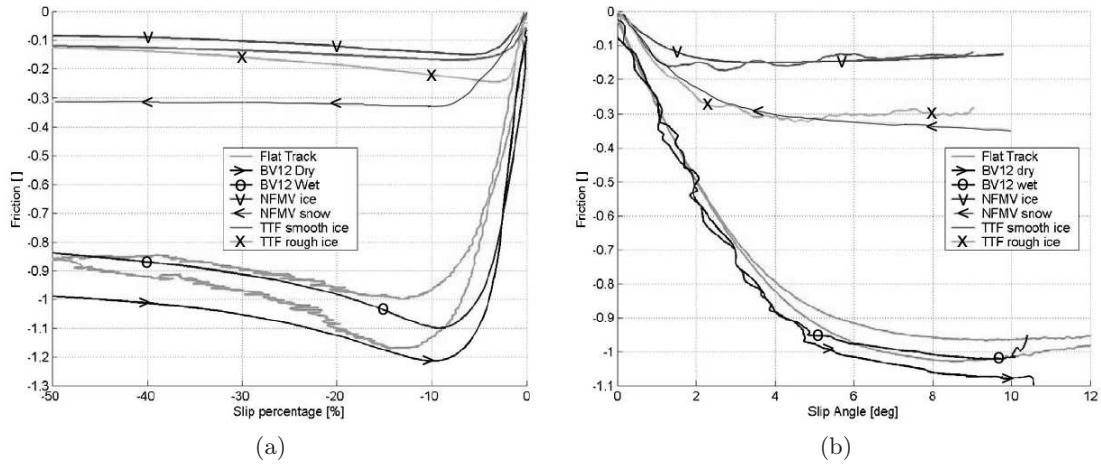 0
-0.1
-0.2
-0.3
-0.4
-0.5
-0.6
-0.7
-0.8
-0.9
-1
-1.1
-1.2
-1.3
Friction []
-50
-40
-30
-20
-10
0
Slip percentage [%]
Flat Track
BV12 Dry
BV12 Wet
NFMV ice
NFMV snow
TTF smooth ice
TTF rough ice
V
V
X
X
O
O
(a)
0
-0.1
-0.2
-0.3
-0.4
-0.5
-0.6
-0.7
-0.8
-0.9
-1
-1.1
Friction []
0
2
4
6
8
10
12
Slip Angle [deg]
Flat Track
BV12 dry
BV12 wet
NFMV ice
NFMV snow
TTF smooth ice
TTF rough ice
V
V
X
X
O
O
(b)